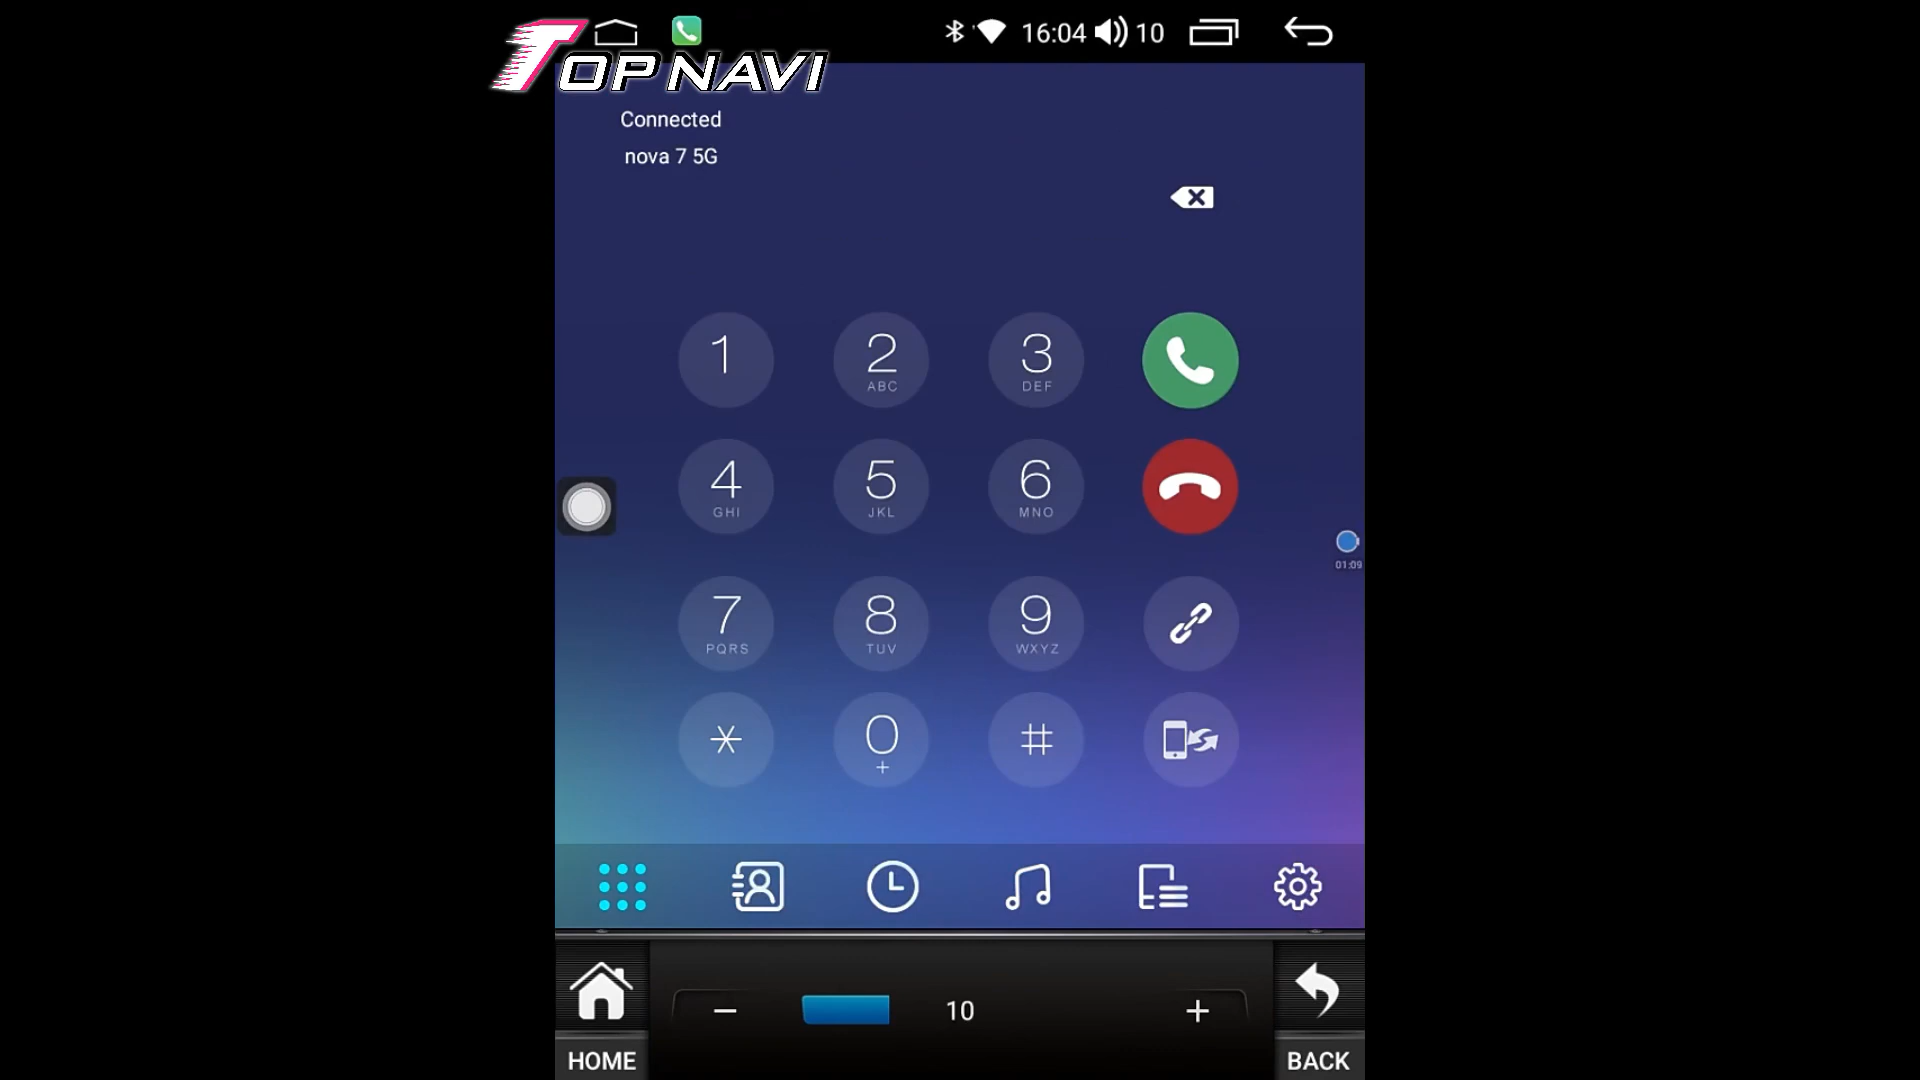 TOPNAVI
16:04 10
Connected
nova 7 5G
1
2
ABC
3
DEF
4
GHI
5
JKL
6
MNO
01:09
7
PQRS
8
TUV
9
WXYZ
*
0
+
#
− 10 +
HOME
BACK